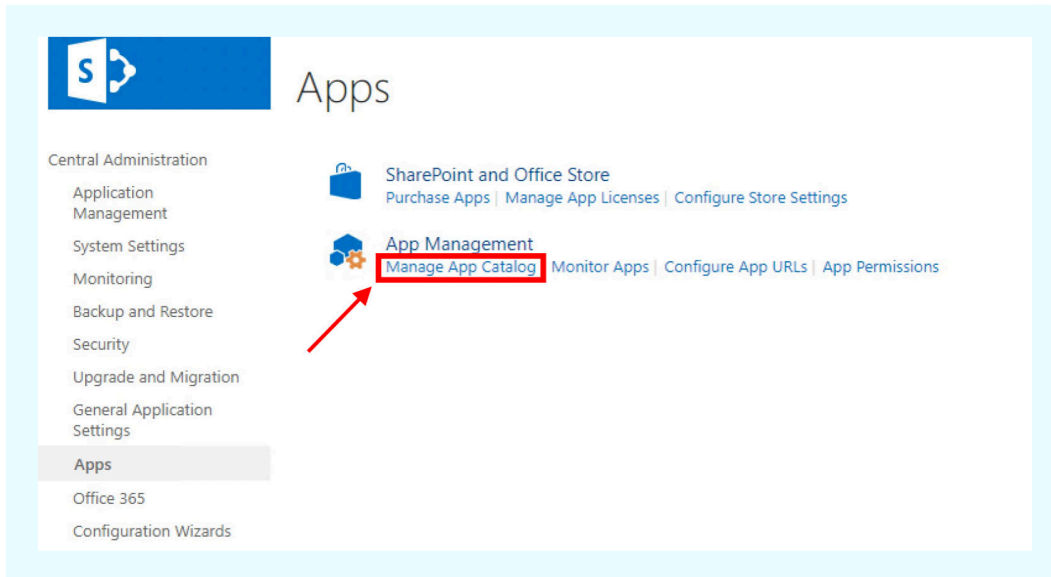 S
Apps
Central Administration
Application
Management
System Settings
Monitoring
Backup and Restore
Security
Upgrade and Migration
General Application
Settings
Apps
Office 365
Configuration Wizards
SharePoint and Office Store
Purchase Apps | Manage App Licenses | Configure Store Settings
App Management
Manage App Catalog | Monitor Apps | Configure App URLs | App Permissions